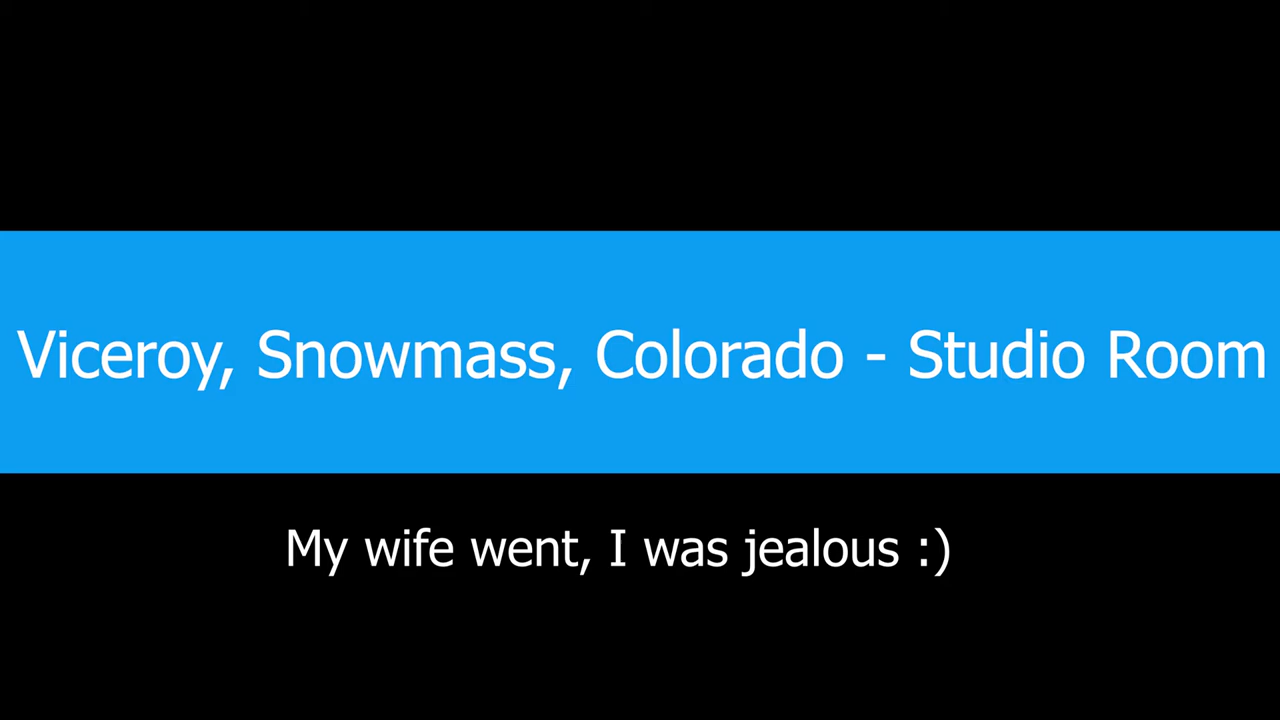 Viceroy, Snowmass, Colorado - Studio Room
My wife went, I was jealous :)